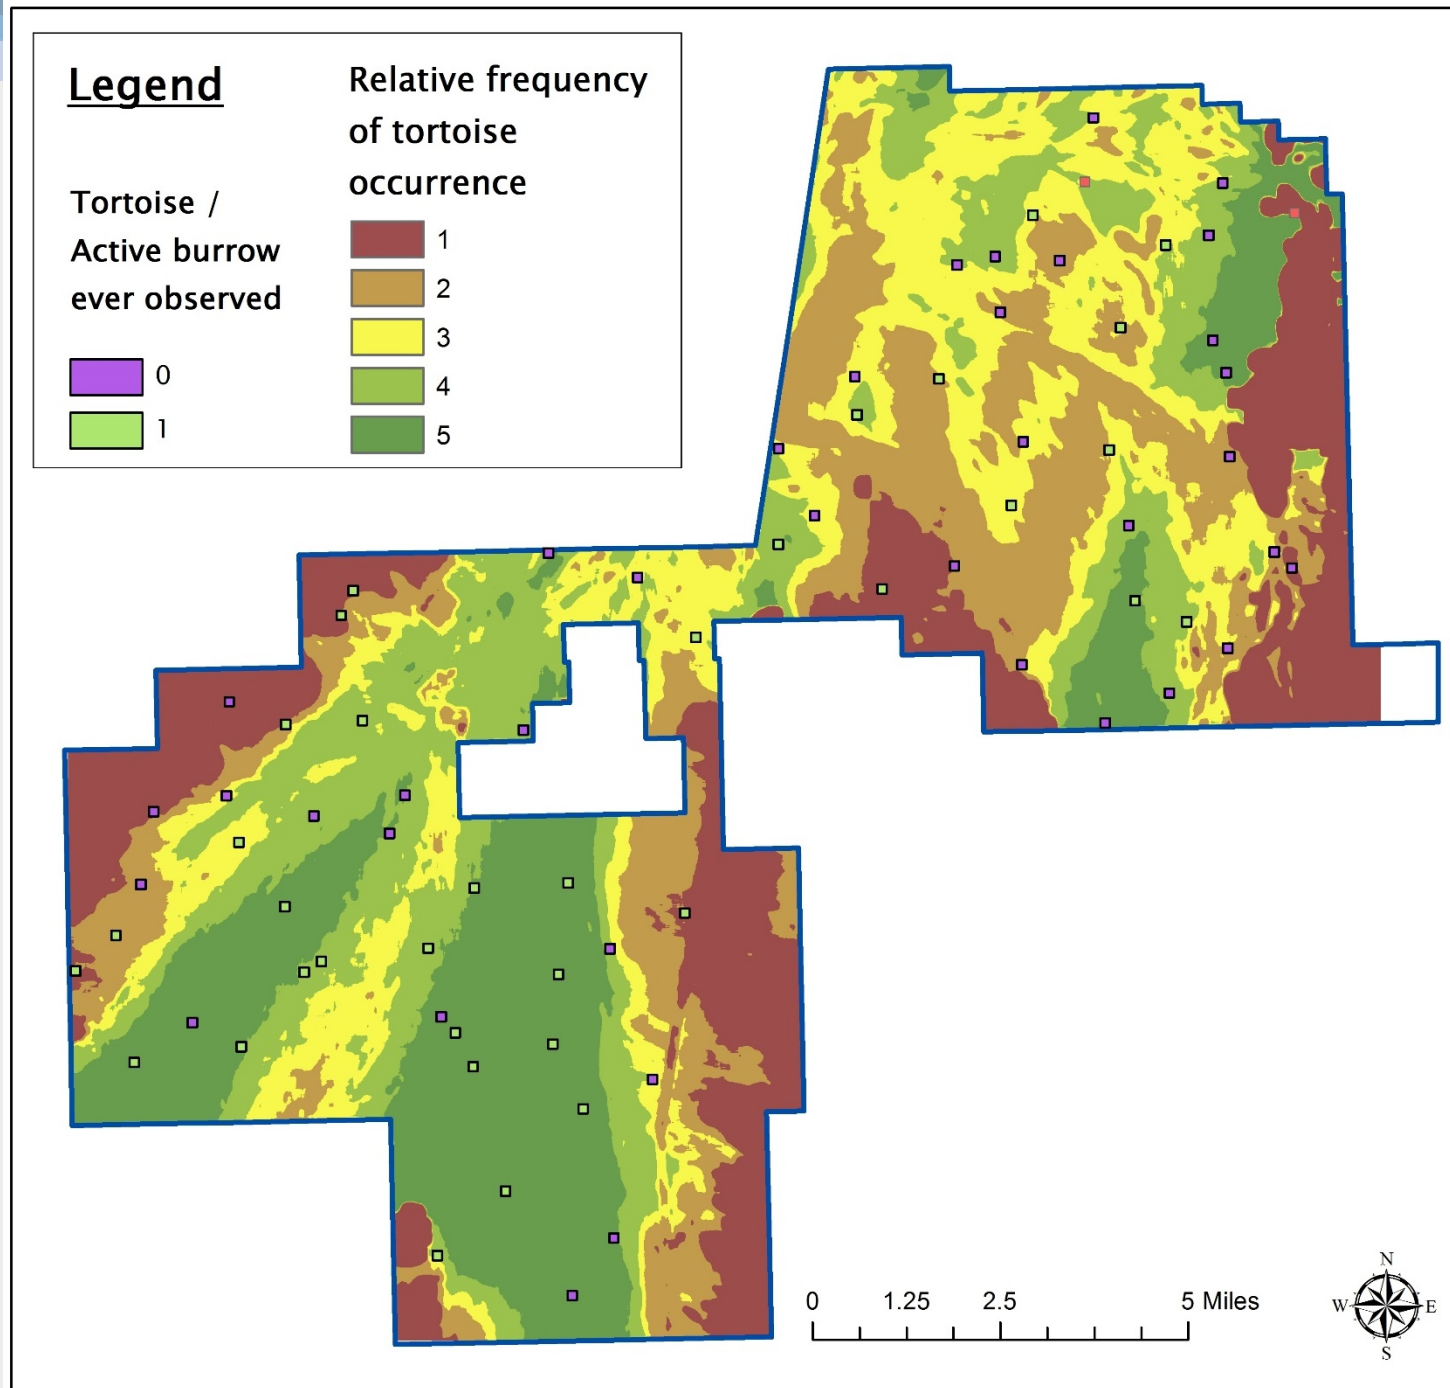 Legend
Tortoise /
Active burrow
ever observed
0
1
Relative frequency
of tortoise
occurrence
1
2
3
4
5
0 1.25 2.5 5 Miles
N
W E
S